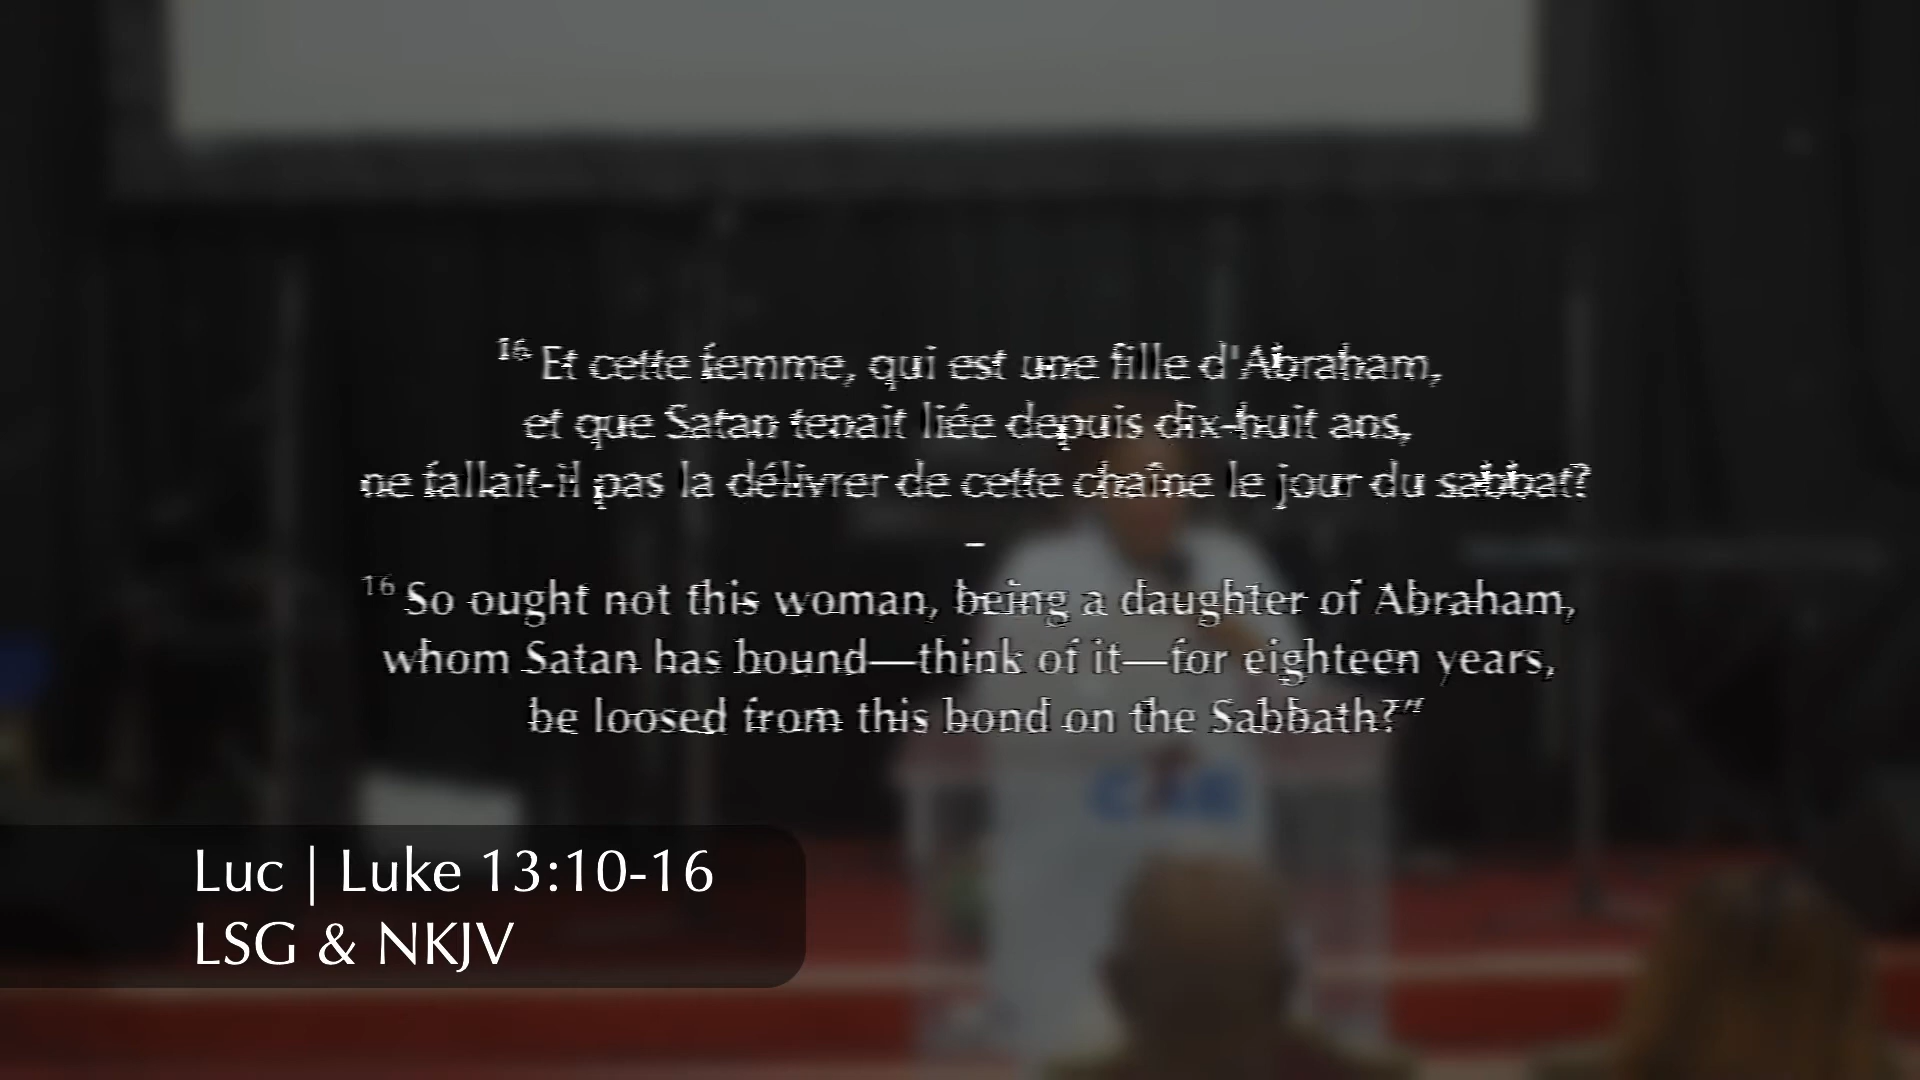 16 Et cette femme, qui est une fille d'Abraham,
et que Satan tenait liée depuis dix-huit ans,
ne fallait-il pas la délivrer de cette chaîne le jour du sabbat?
-
16 So ought not this woman, being a daughter of Abraham,
whom Satan has bound—think of it—for eighteen years,
be loosed from this bond on the Sabbath?”
Luc | Luke 13:10-16
LSG & NKJV